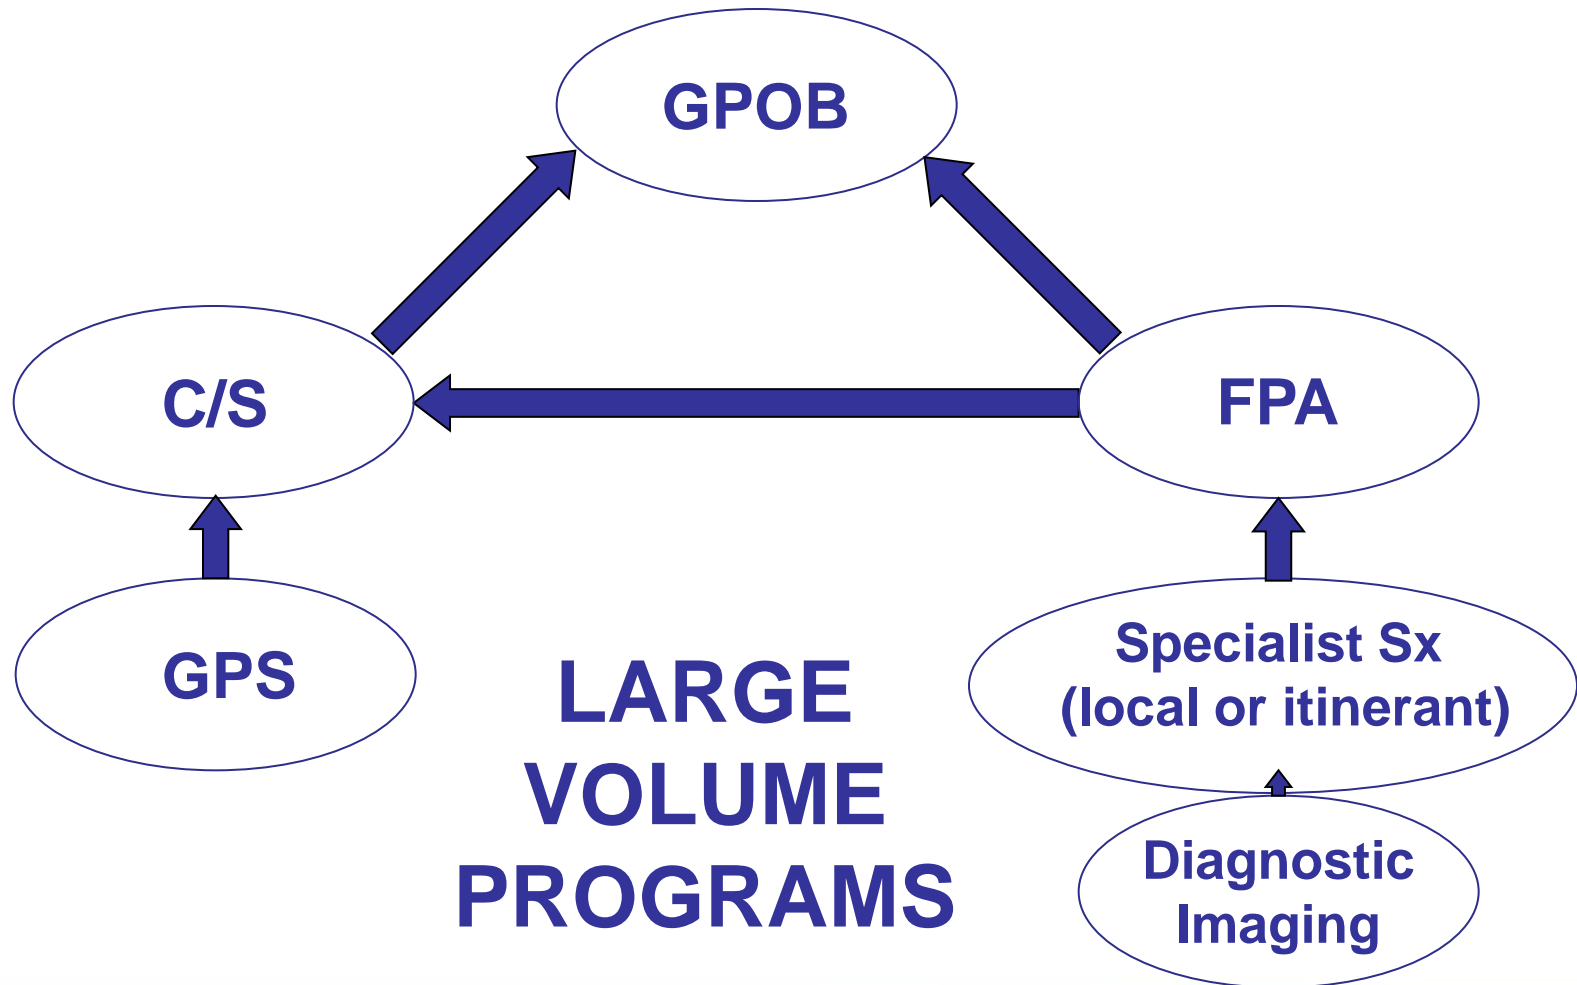 GPOB
C/S
FPA
GPS
Specialist Sx
(local or itinerant)
LARGE
VOLUME
PROGRAMS
Diagnostic
Imaging